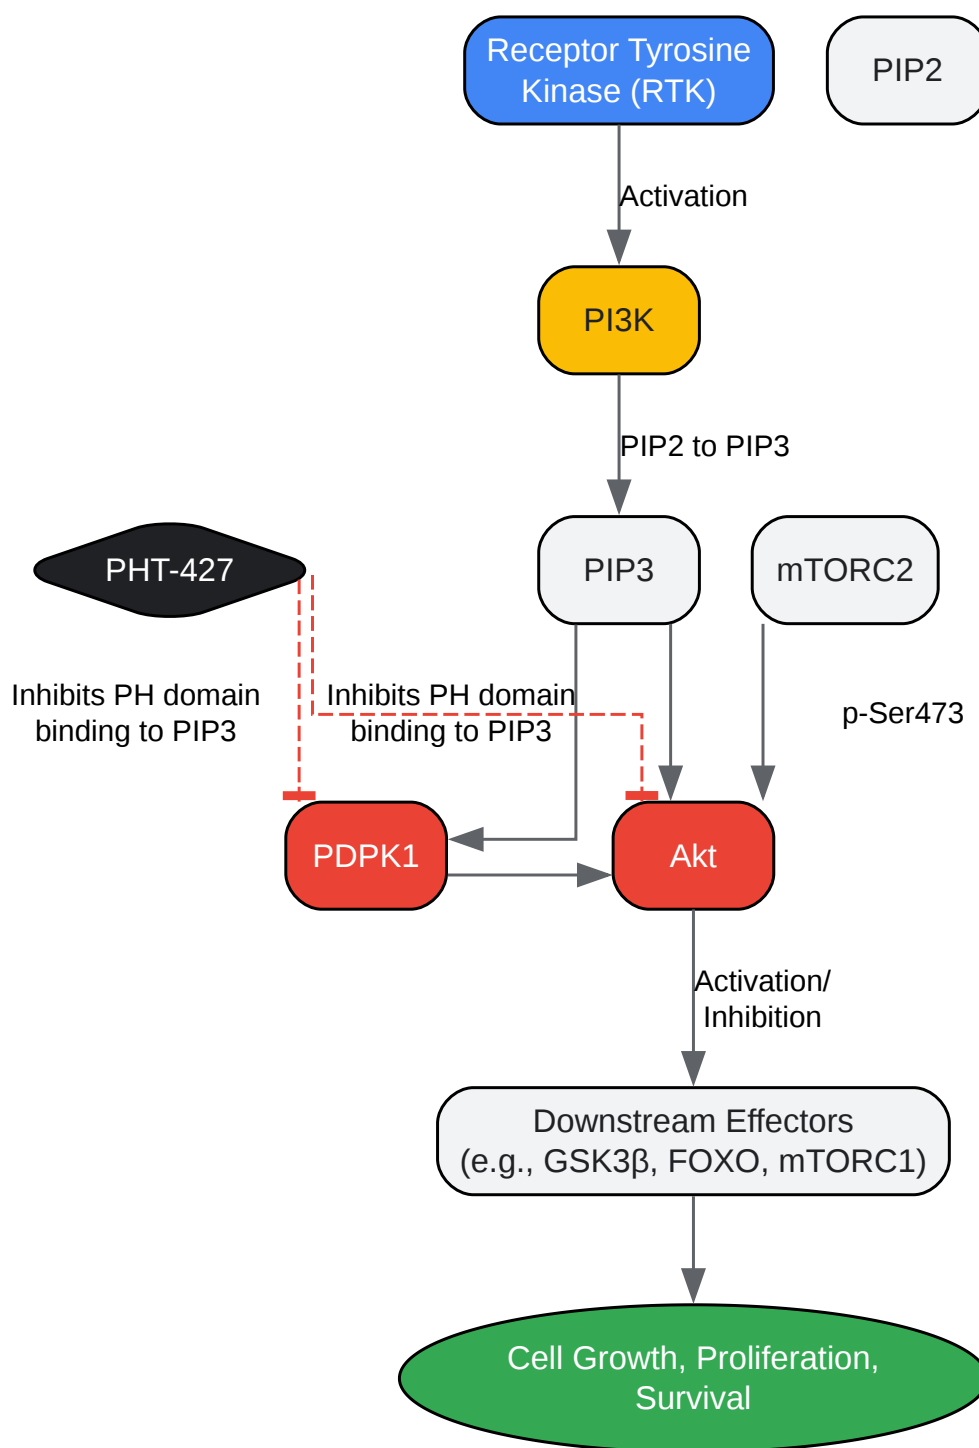 Receptor Tyrosine
Kinase (RTK)
PIP2
Activation
PI3K
PIP2 to PIP3
PHT-427
PIP3
mTORC2
Inhibits PH domain
binding to PIP3
Inhibits PH domain
binding to PIP3
p-Ser473
PDPK1
Akt
Activation/
Inhibition
Downstream Effectors
(e.g., GSK3β, FOXO, mTORC1)
Cell Growth, Proliferation,
Survival